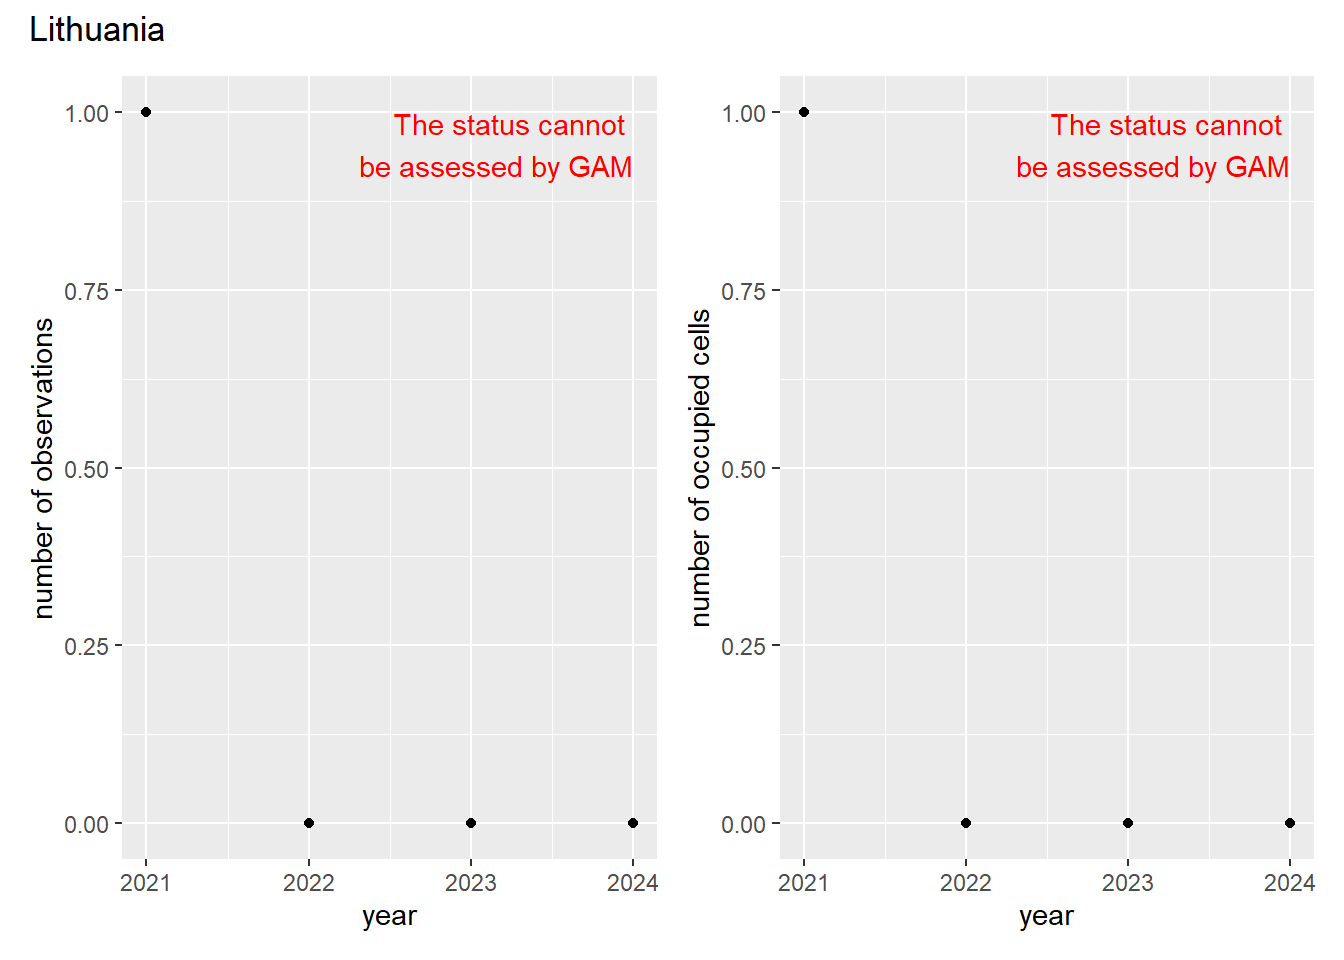 Lithuania
The status cannot
be assessed by GAM
1.00
0.75
0.50
0.25
0.00
number of observations
2021 2022 2023 2024
year
The status cannot
be assessed by GAM
1.00
0.75
0.50
0.25
0.00
number of occupied cells
2021 2022 2023 2024
year